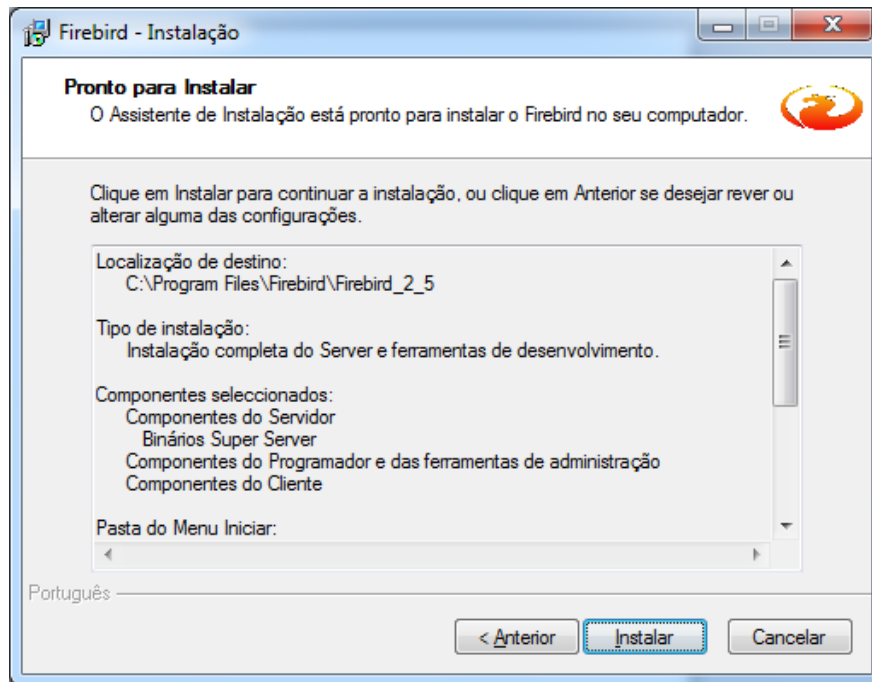 Firebird - Instalação
Pronto para Instalar
O Assistente de Instalação está pronto para instalar o Firebird no seu computador.
Clique em Instalar para continuar a instalação, ou clique em Anterior se desejar rever ou
alterar alguma das configurações.
Localização de destino:
C:\Program Files\Firebird\Firebird_2_5
Tipo de instalação:
Instalação completa do Server e ferramentas de desenvolvimento.
Componentes seleccionados:
Componentes do Servidor
Binários Super Server
Componentes do Programador e das ferramentas de administração
Componentes do Cliente
Pasta do Menu Iniciar:
Português
< Anterior
Instalar
Cancelar